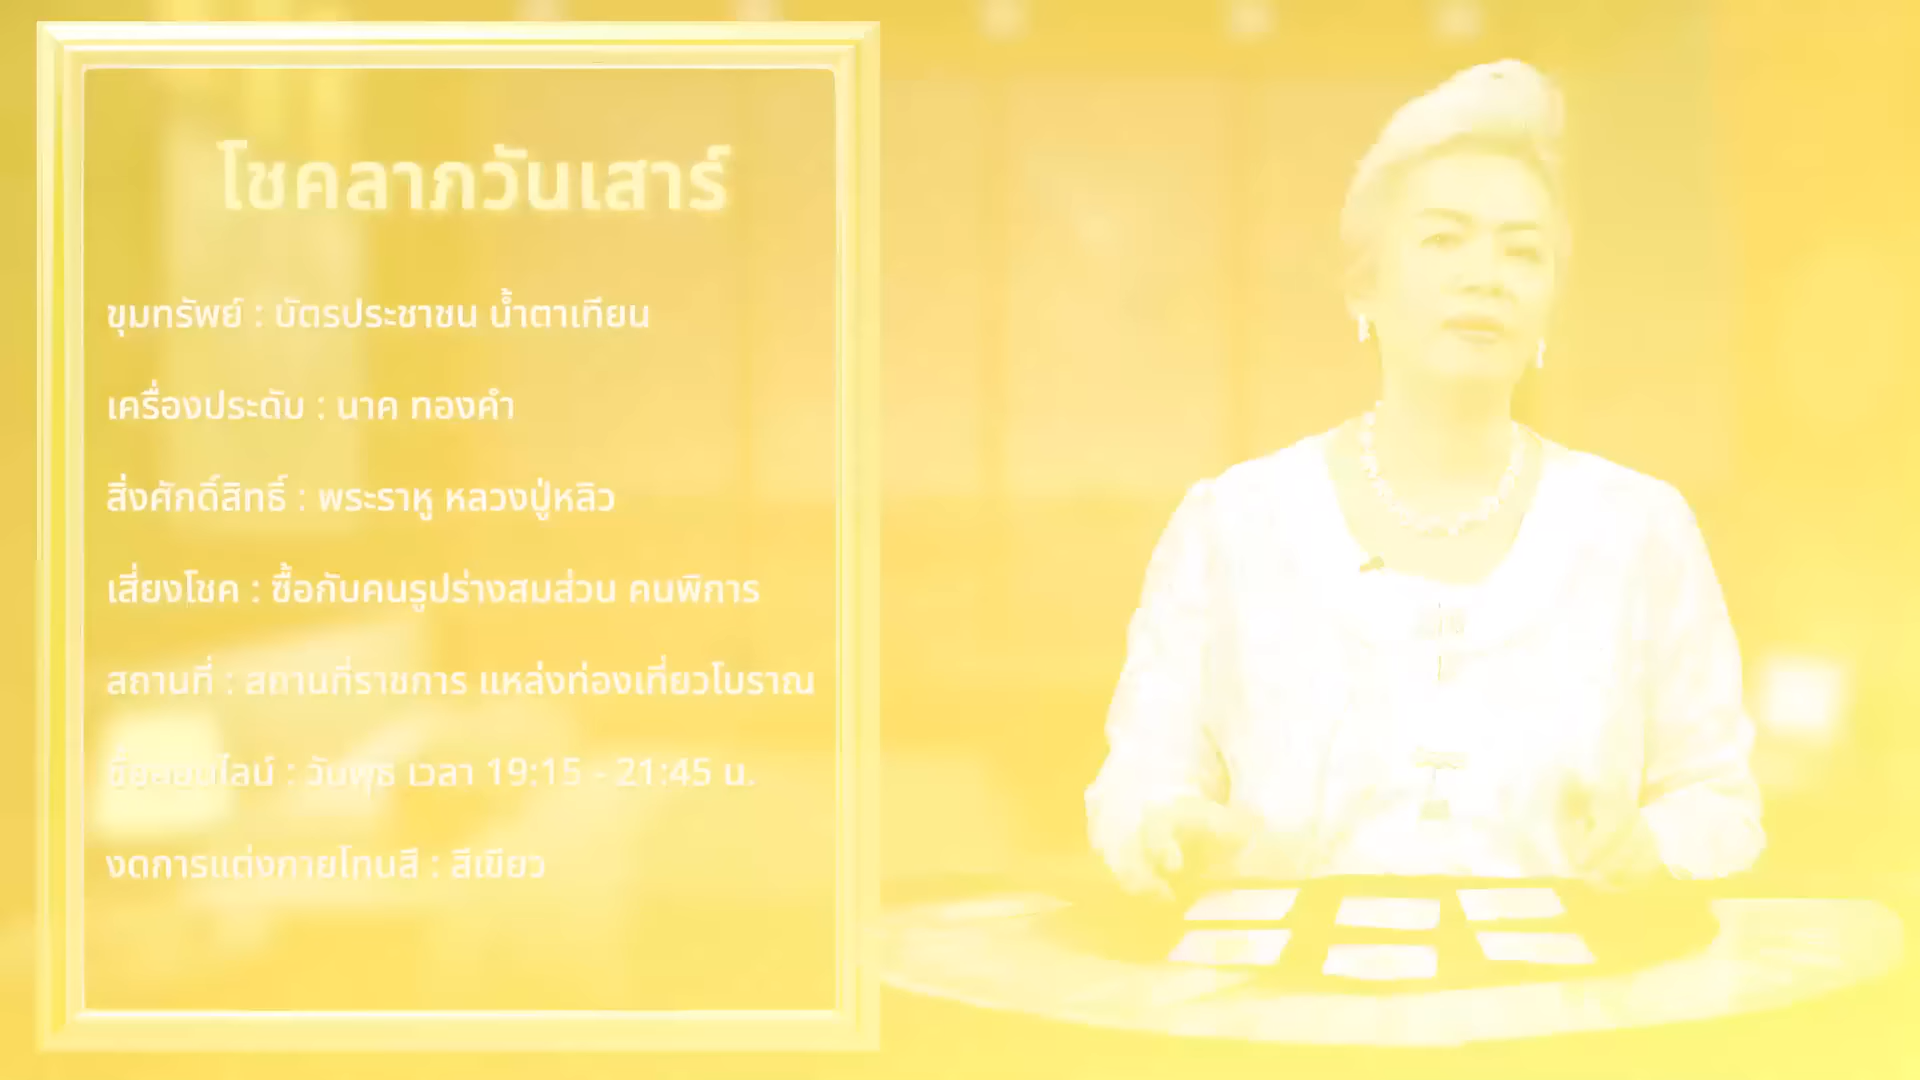 โชคลาภวันเสาร์
ขุมทรัพย์ : บัตรประชาชน น้ำตาเทียน
เครื่องประดับ : นาค ทองคำ
สิ่งศักดิ์สิทธิ์ : พระราหู หลวงปู่หลิว
เสี่ยงโชค : ซื้อกับคนรูปร่างสมส่วน คนพิการ
สถานที่ : สถานที่ราชการ แหล่งท่องเที่ยวโบราณ
ซื้อออนไลน์ : วันพุธ เวลา 19:15 - 21:45 น.
งดการแต่งกายโทนสี : สีเขียว